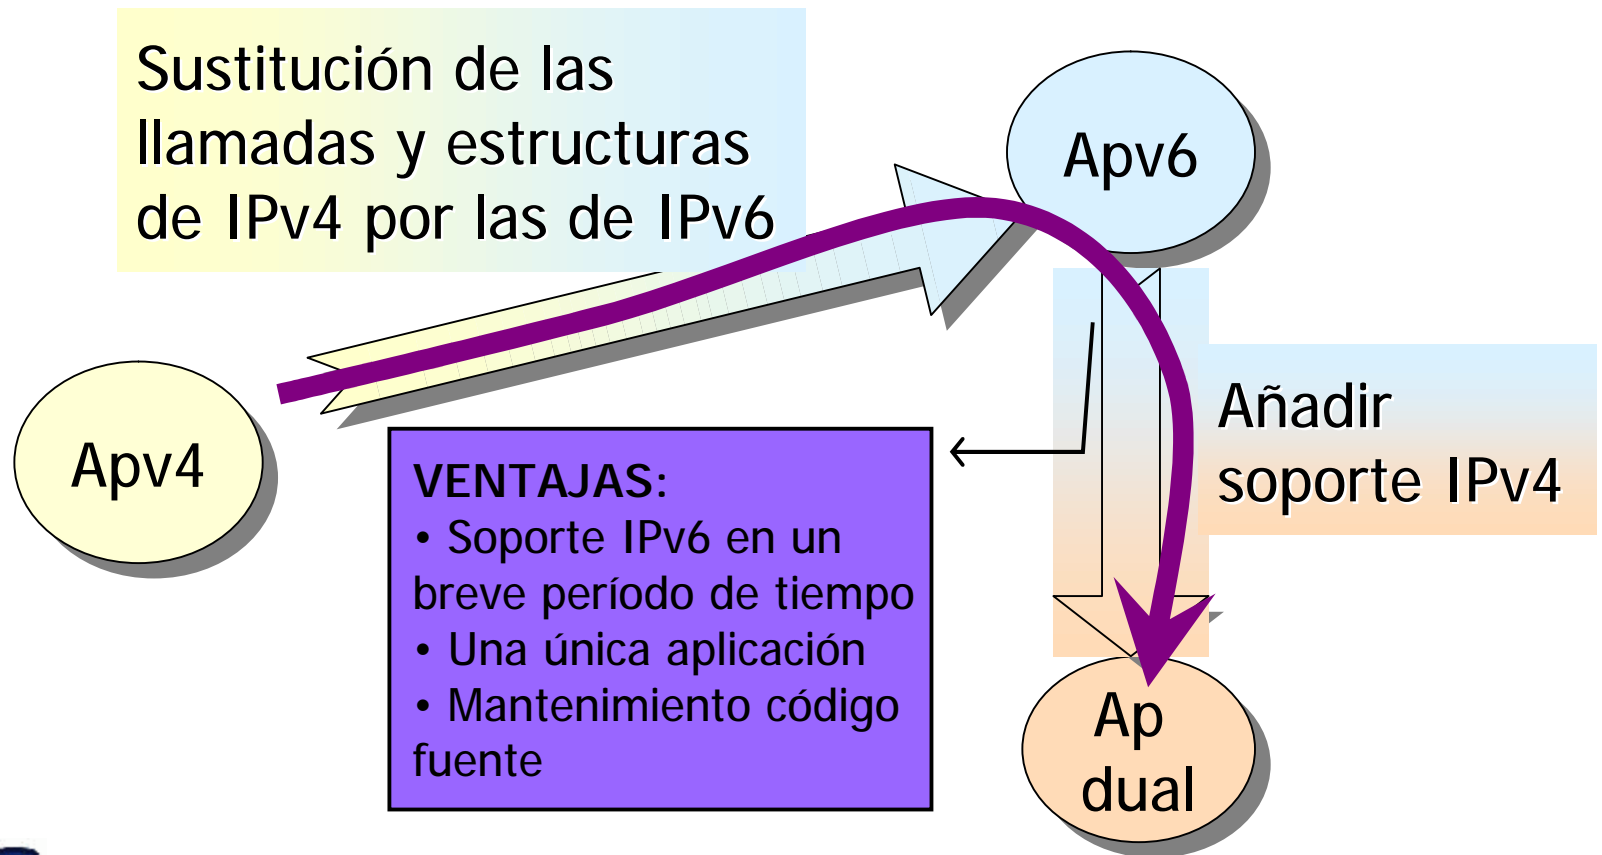 Sustitución de las
llamadas y estructuras
de IPv4 por las de IPv6
Apv6
Apv4
Añadir
soporte IPv4
VENTAJAS:
• Soporte IPv6 en un
breve período de tiempo
• Una única aplicación
• Mantenimiento código
fuente
Ap
dual